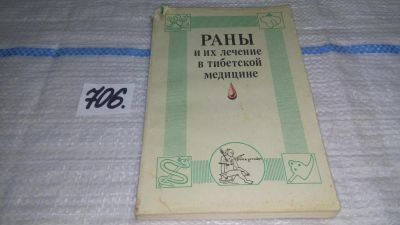 706.
РАНЫ
и их лечение
в тибетской
медицине